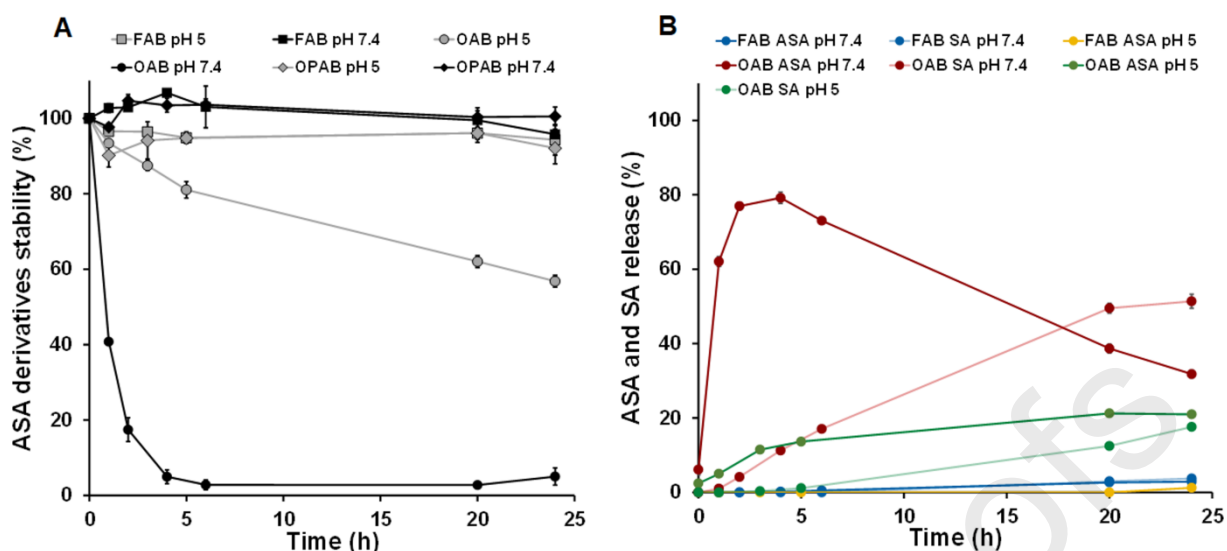 A
FAB pH 5 FAB pH 7.4 OAB pH 5
OAB pH 7.4 OPAB pH 5 OPAB pH 7.4
ASA derivatives stability (%)
100
80
60
40
20
0
0 5 10 15 20 25
Time (h)
B
FAB ASA pH 7.4 FAB SA pH 7.4 FAB ASA pH 5
OAB ASA pH 7.4 OAB SA pH 7.4 OAB ASA pH 5
OAB SA pH 5
ASA and SA release (%)
100
80
60
40
20
0
0 5 10 15 20 25
Time (h)
ofs